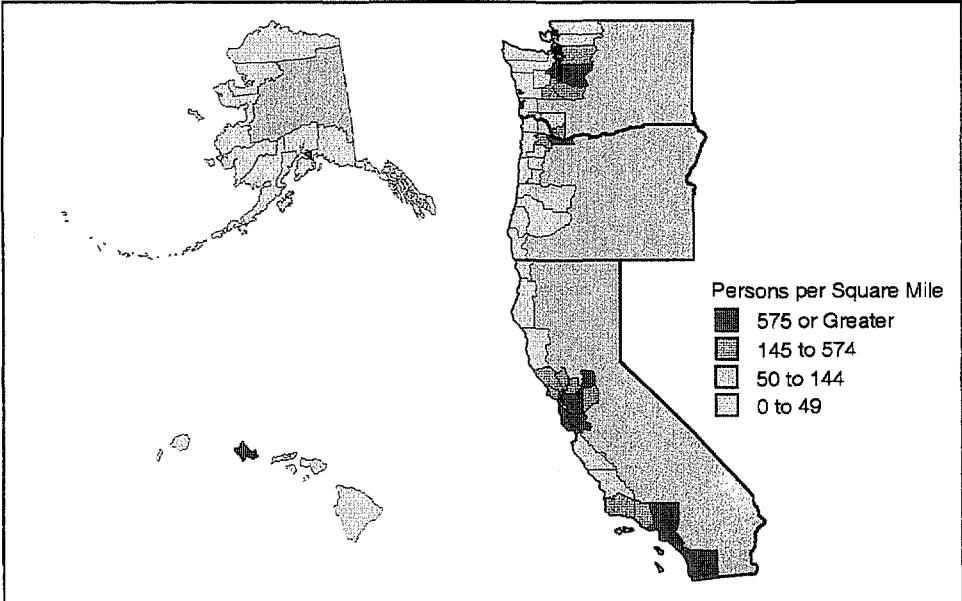 Persons per Square Mile
575 or Greater
145 to 574
50 to 144
0 to 49